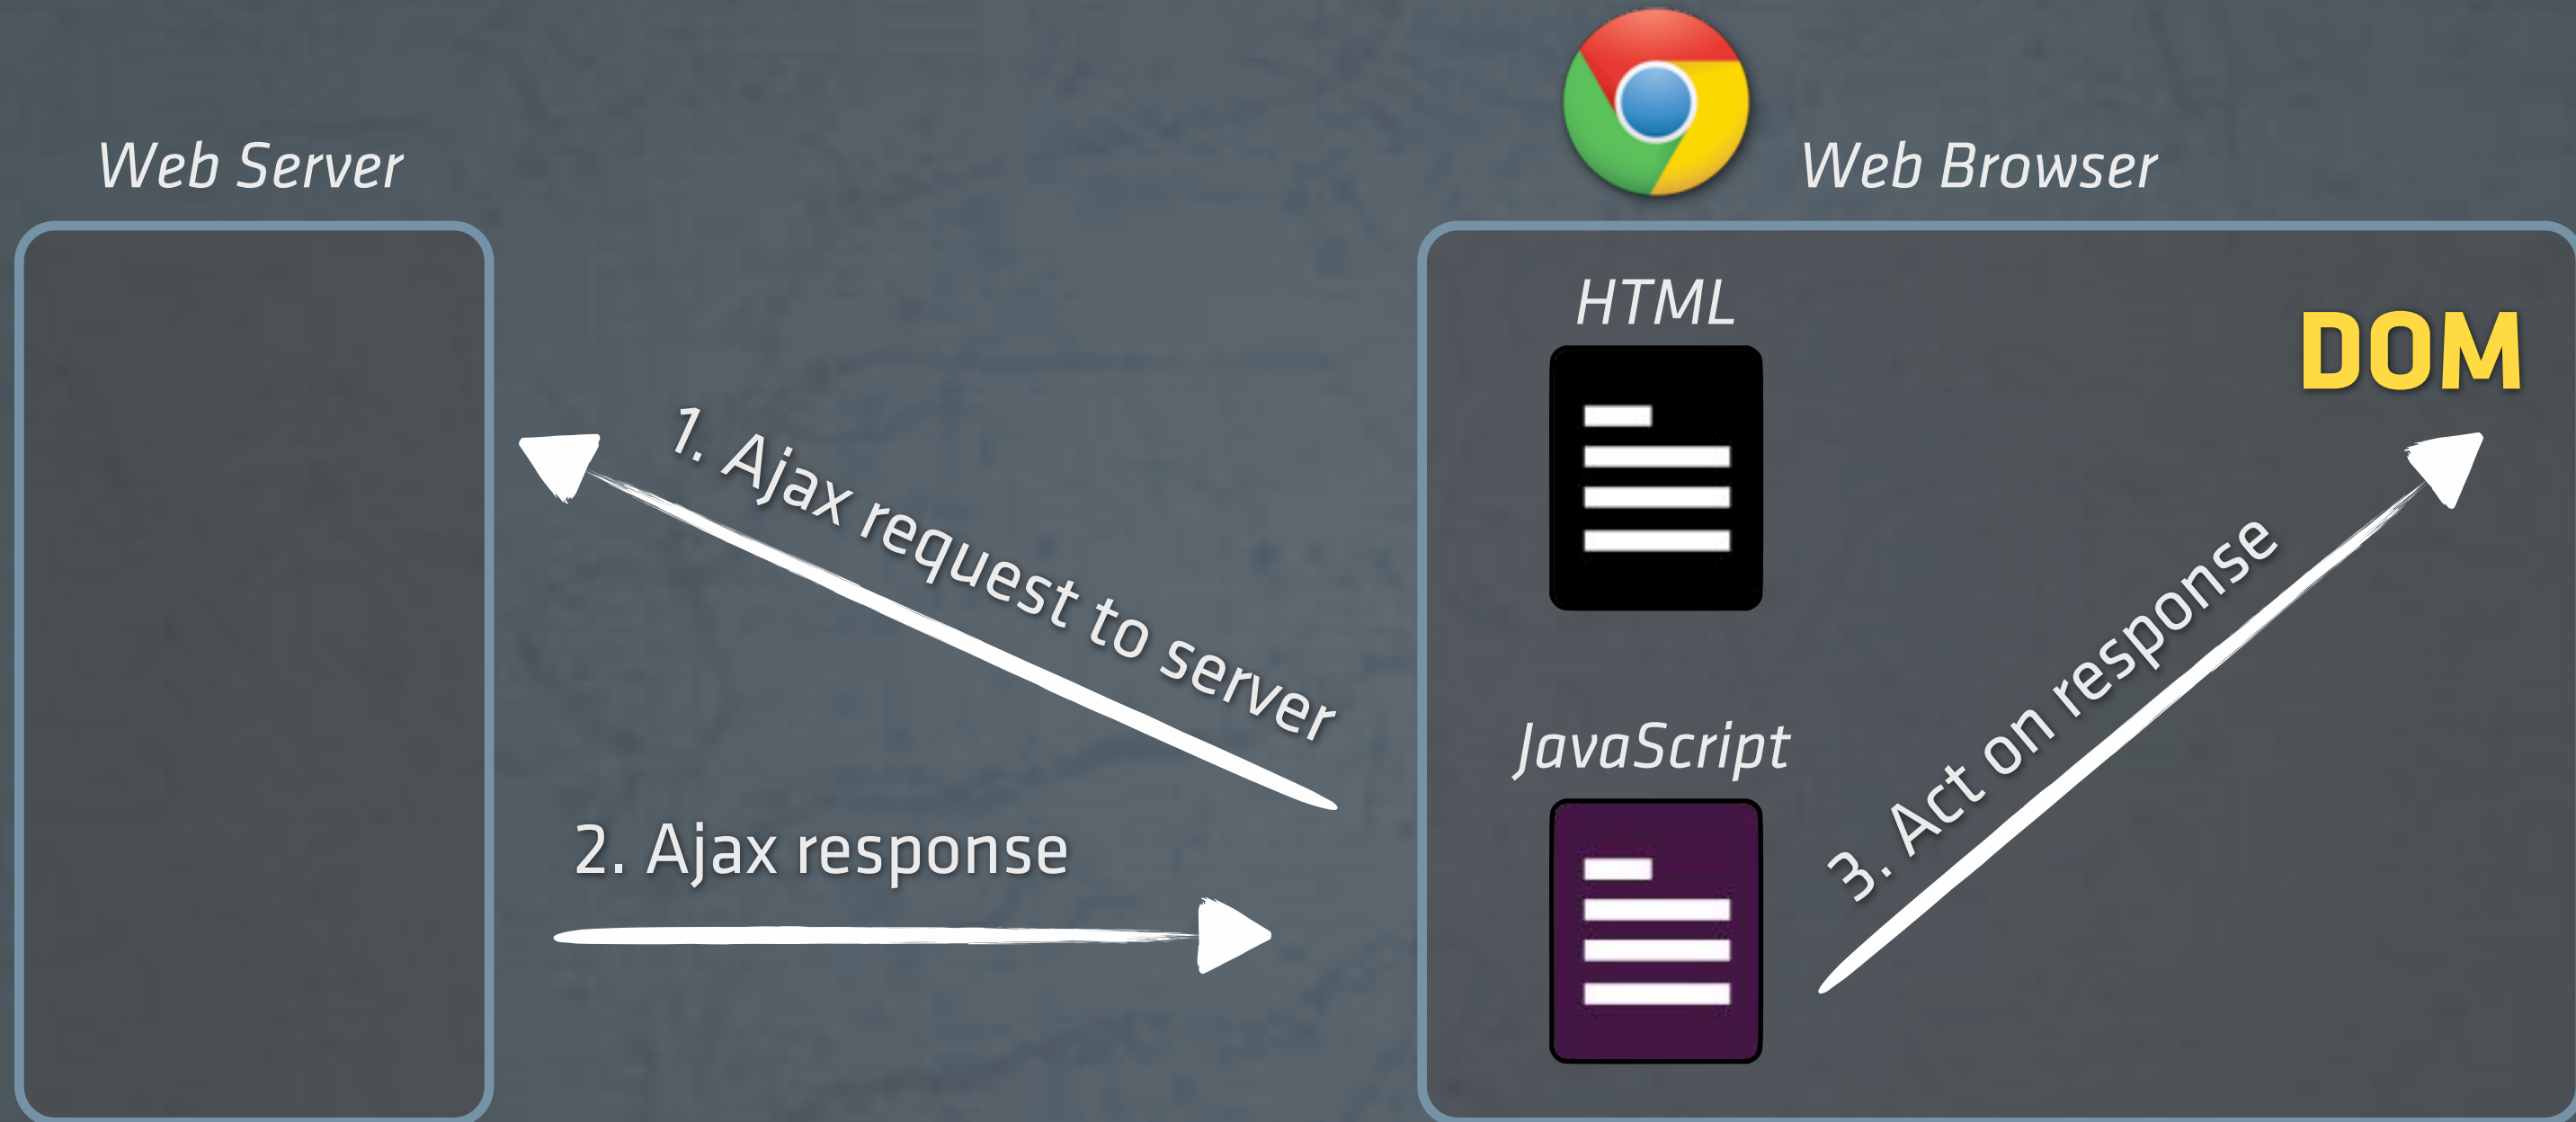 Web Server
Web Browser
HTML
DOM
1. Ajax request to server
JavaScript
2. Ajax response
3. Act on response